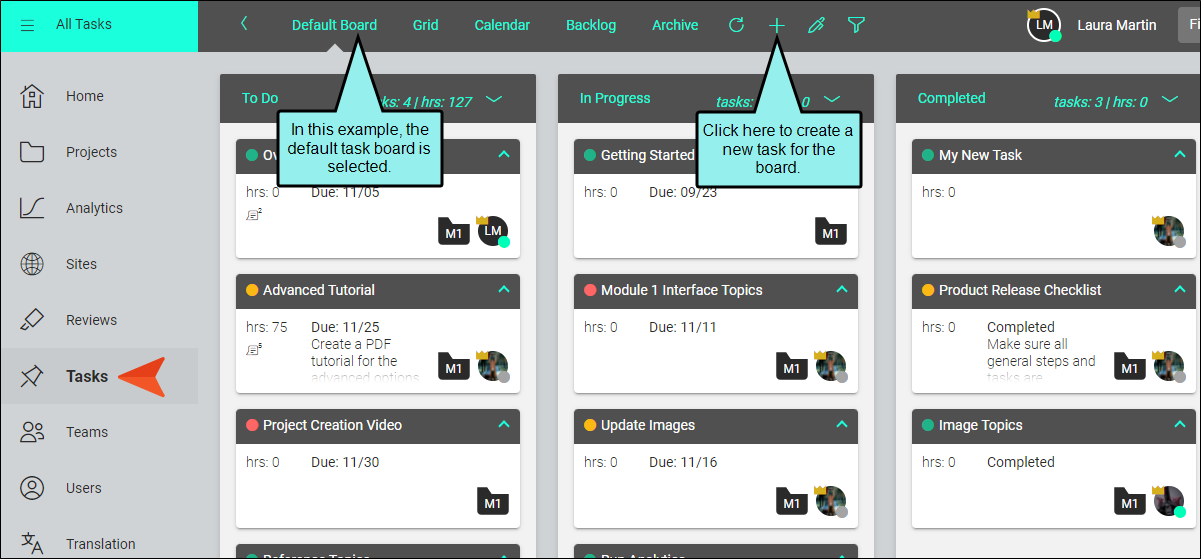 All Tasks
Default Board
Grid
Calendar
Backlog
Archive
LM
Laura Martin
Fi
Home
Projects
Analytics
Sites
Reviews
Tasks
Teams
Users
Translation
To Do
ks: 4 | hrs: 127
In this example, the
default task board is
selected.
Ov
hrs: 0
Due: 11/05
2
M1
LM
Advanced Tutorial
hrs: 75
Due: 11/25
5
Create a PDF
tutorial for the
advanced options
M1
Project Creation Video
hrs: 0
Due: 11/30
M1
Reference Topics
In Progress
tasks:
0
Click here to create a
new task for the
board.
Getting Started
hrs: 0
Due: 09/23
M1
Module 1 Interface Topics
hrs: 0
Due: 11/11
M1
Update Images
hrs: 0
Due: 11/16
M1
Run Analytics
Completed
tasks: 3 | hrs: 0
My New Task
hrs: 0
Product Release Checklist
hrs: 0
Completed
Make sure all
general steps and
tasks are
M1
Image Topics
hrs: 0
Completed
M1